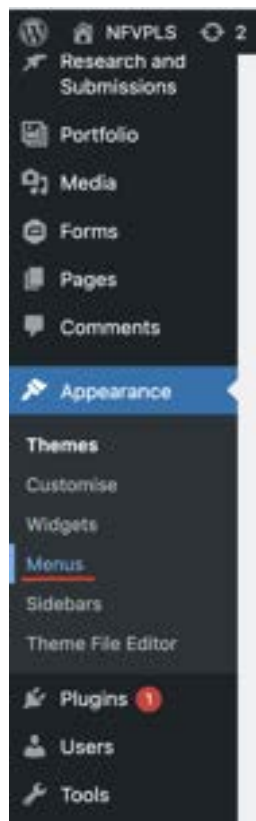 NFVPLS 2
Research and
Submissions
Portfolio
Media
Forms
Pages
Comments
Appearance
Themes
Customise
Widgets
Menus
Sidebars
Theme File Editor
Plugins 1
Users
Tools